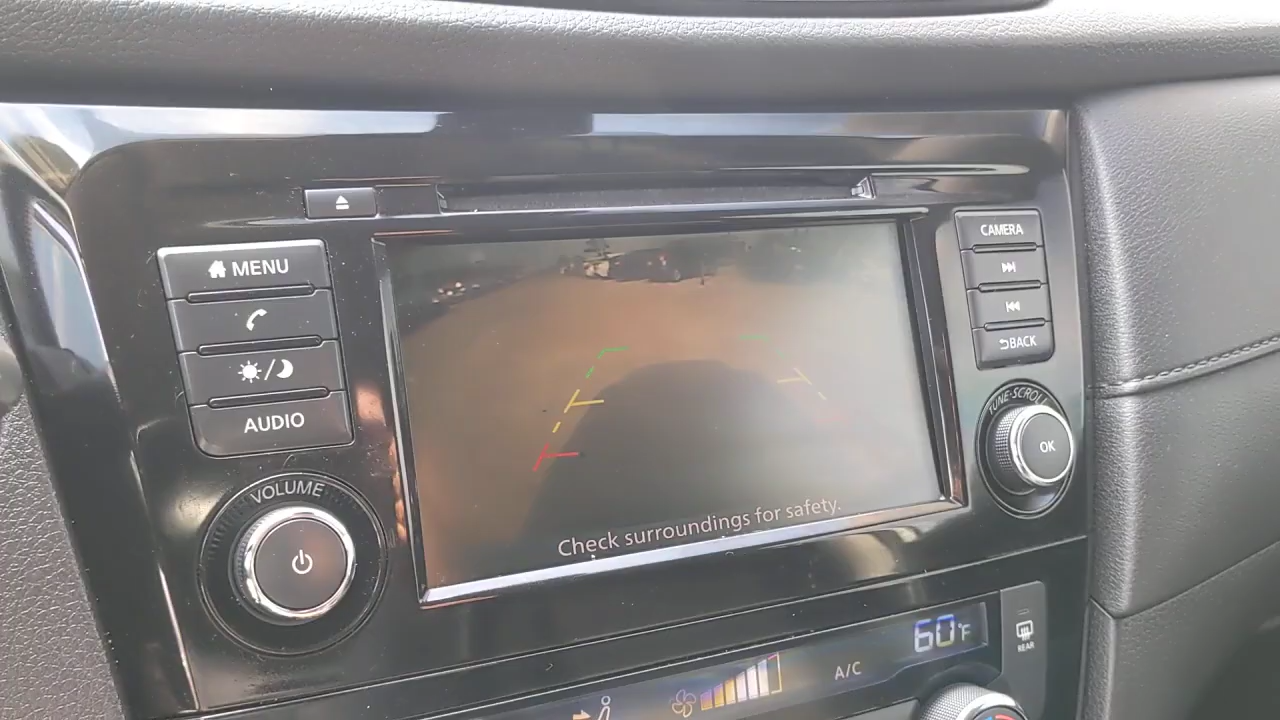 MENU
AUDIO
VOLUME
CAMERA
BACK
TUNE·SCROLL
OK
Check surroundings for safety.
A/C
60°F
REAR